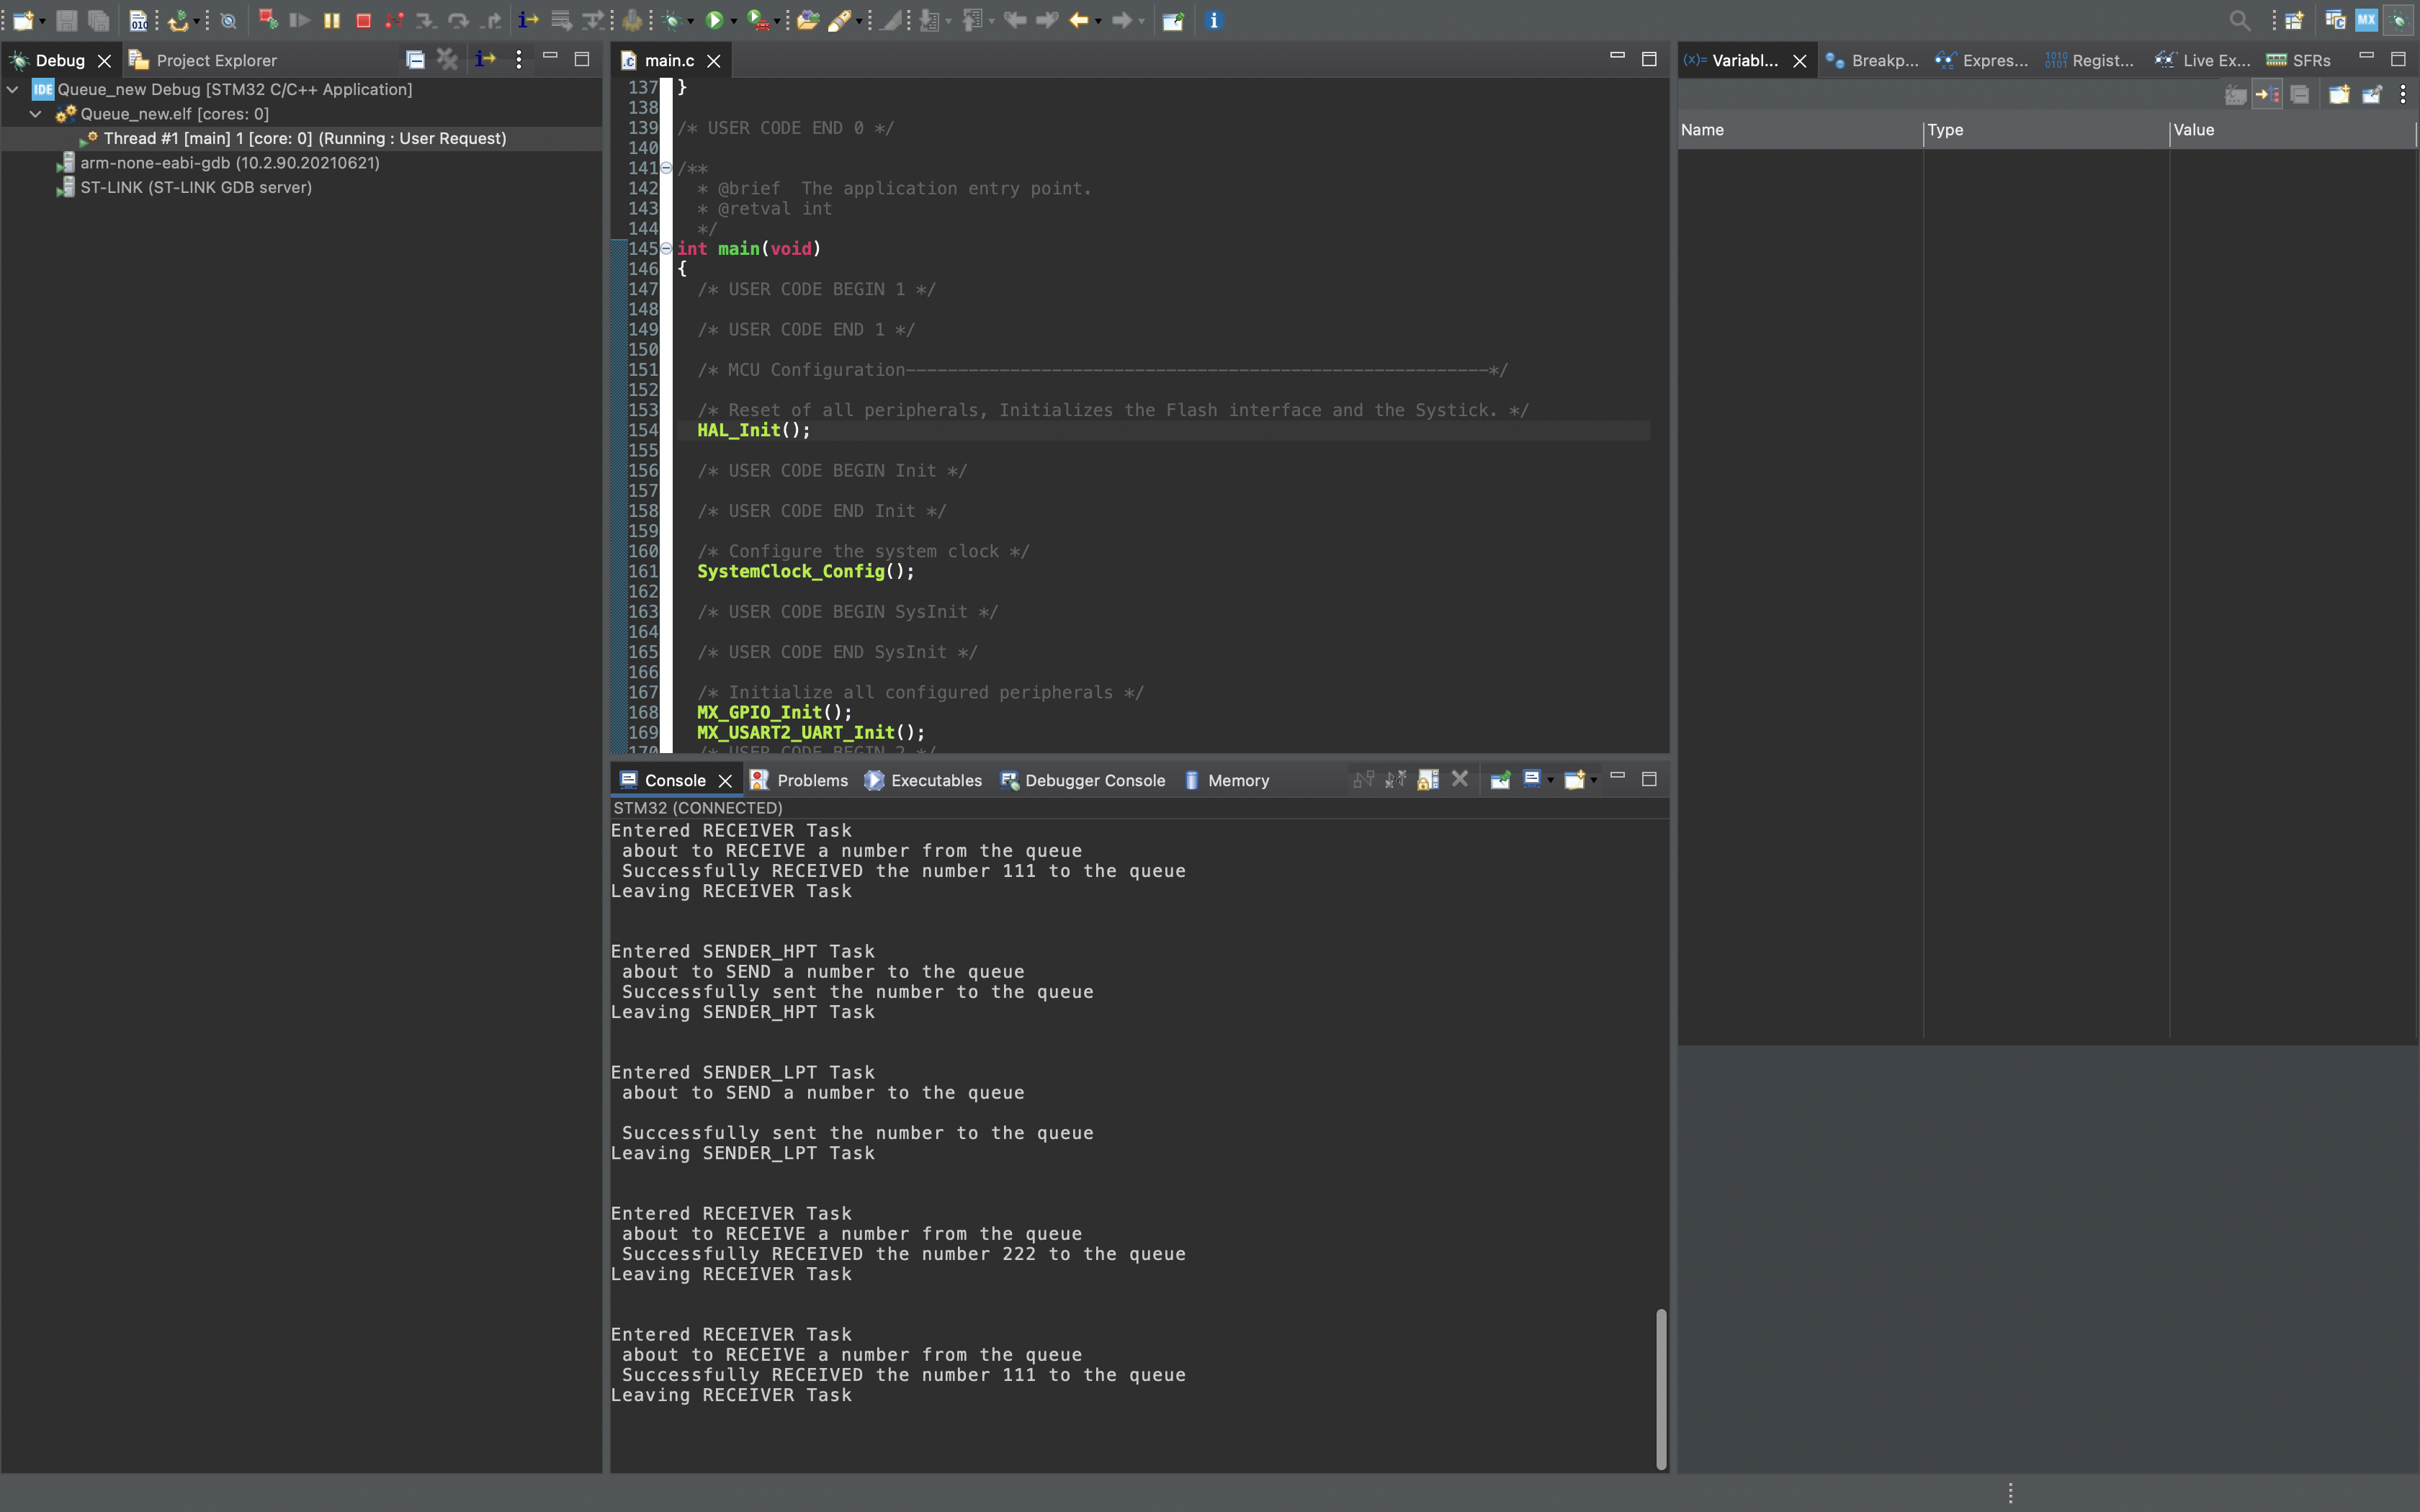 Debug
Project Explorer
Queue_new Debug [STM32 C/C++ Application]
Queue_new.elf [cores: 0]
Thread #1 [main] 1 [core: 0] (Running : User Request)
arm-none-eabi-gdb (10.2.90.20210621)
ST-LINK (ST-LINK GDB server)
main.c
137 }
138
139 /* USER CODE END 0 */
140
141 /**
142 * @brief  The application entry point.
143 * @retval int
144 */
145 int main(void)
146 {
147 /* USER CODE BEGIN 1 */
148
149 /* USER CODE END 1 */
150
151 /* MCU Configuration--------------------------------------------------------*/
152
153 /* Reset of all peripherals, Initializes the Flash interface and the Systick. */
154 HAL_Init();
155
156 /* USER CODE BEGIN Init */
157
158 /* USER CODE END Init */
159
160 /* Configure the system clock */
161 SystemClock_Config();
162
163 /* USER CODE BEGIN SysInit */
164
165 /* USER CODE END SysInit */
166
167 /* Initialize all configured peripherals */
168 MX_GPIO_Init();
169 MX_USART2_UART_Init();
170 /* USER CODE BEGIN 2 */
Console
Problems
Executables
Debugger Console
Memory
STM32 (CONNECTED)
Entered RECEIVER Task
about to RECEIVE a number from the queue
Successfully RECEIVED the number 111 to the queue
Leaving RECEIVER Task
Entered SENDER_HPT Task
about to SEND a number to the queue
Successfully sent the number to the queue
Leaving SENDER_HPT Task
Entered SENDER_LPT Task
about to SEND a number to the queue
Successfully sent the number to the queue
Leaving SENDER_LPT Task
Entered RECEIVER Task
about to RECEIVE a number from the queue
Successfully RECEIVED the number 222 to the queue
Leaving RECEIVER Task
Entered RECEIVER Task
about to RECEIVE a number from the queue
Successfully RECEIVED the number 111 to the queue
Leaving RECEIVER Task
(x)= Variabl...
Breakp...
Expres...
1010 0101 Regist...
Live Ex...
SFRs
Name
Type
Value
IDE
MX
010